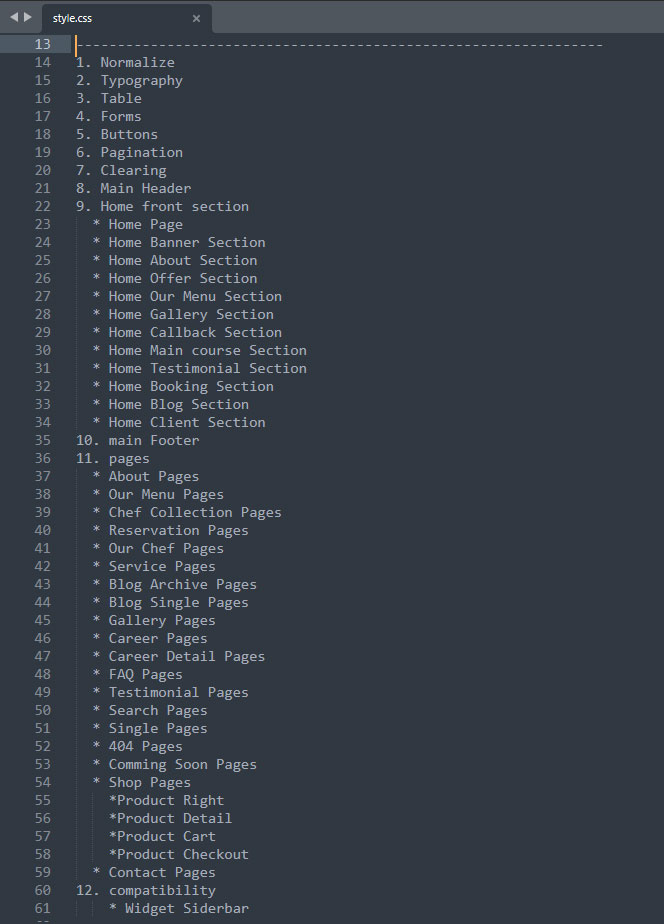 style.css ×
13 -----------------------------------------------------------------
14 1. Normalize
15 2. Typography
16 3. Table
17 4. Forms
18 5. Buttons
19 6. Pagination
20 7. Clearing
21 8. Main Header
22 9. Home front section
23 * Home Page
24 * Home Banner Section
25 * Home About Section
26 * Home Offer Section
27 * Home Our Menu Section
28 * Home Gallery Section
29 * Home Callback Section
30 * Home Main course Section
31 * Home Testimonial Section
32 * Home Booking Section
33 * Home Blog Section
34 * Home Client Section
35 10. main Footer
36 11. pages
37 * About Pages
38 * Our Menu Pages
39 * Chef Collection Pages
40 * Reservation Pages
41 * Our Chef Pages
42 * Service Pages
43 * Blog Archive Pages
44 * Blog Single Pages
45 * Gallery Pages
46 * Career Pages
47 * Career Detail Pages
48 * FAQ Pages
49 * Testimonial Pages
50 * Search Pages
51 * Single Pages
52 * 404 Pages
53 * Comming Soon Pages
54 * Shop Pages
55 *Product Right
56 *Product Detail
57 *Product Cart
58 *Product Checkout
59 * Contact Pages
60 12. compatibility
61 * Widget Siderbar